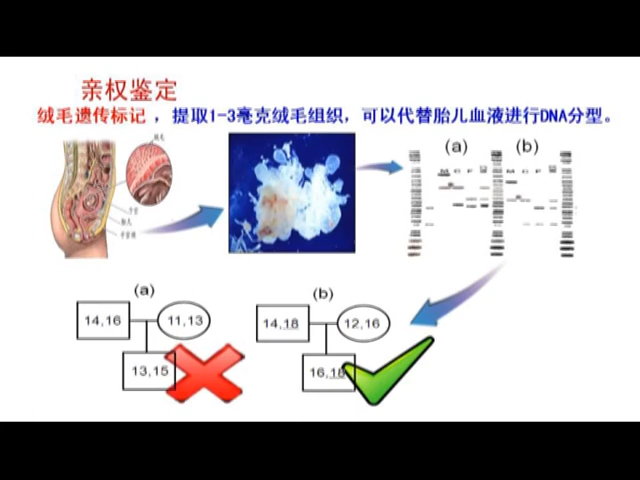 亲权鉴定
绒毛遗传标记 ，提取1-3毫克绒毛组织，可以代替胎儿血液进行DNA分型。
(a) (b)
M C F M C F
(a) (b)
14,16 11,13 14,18 12,16
13,15 16,18